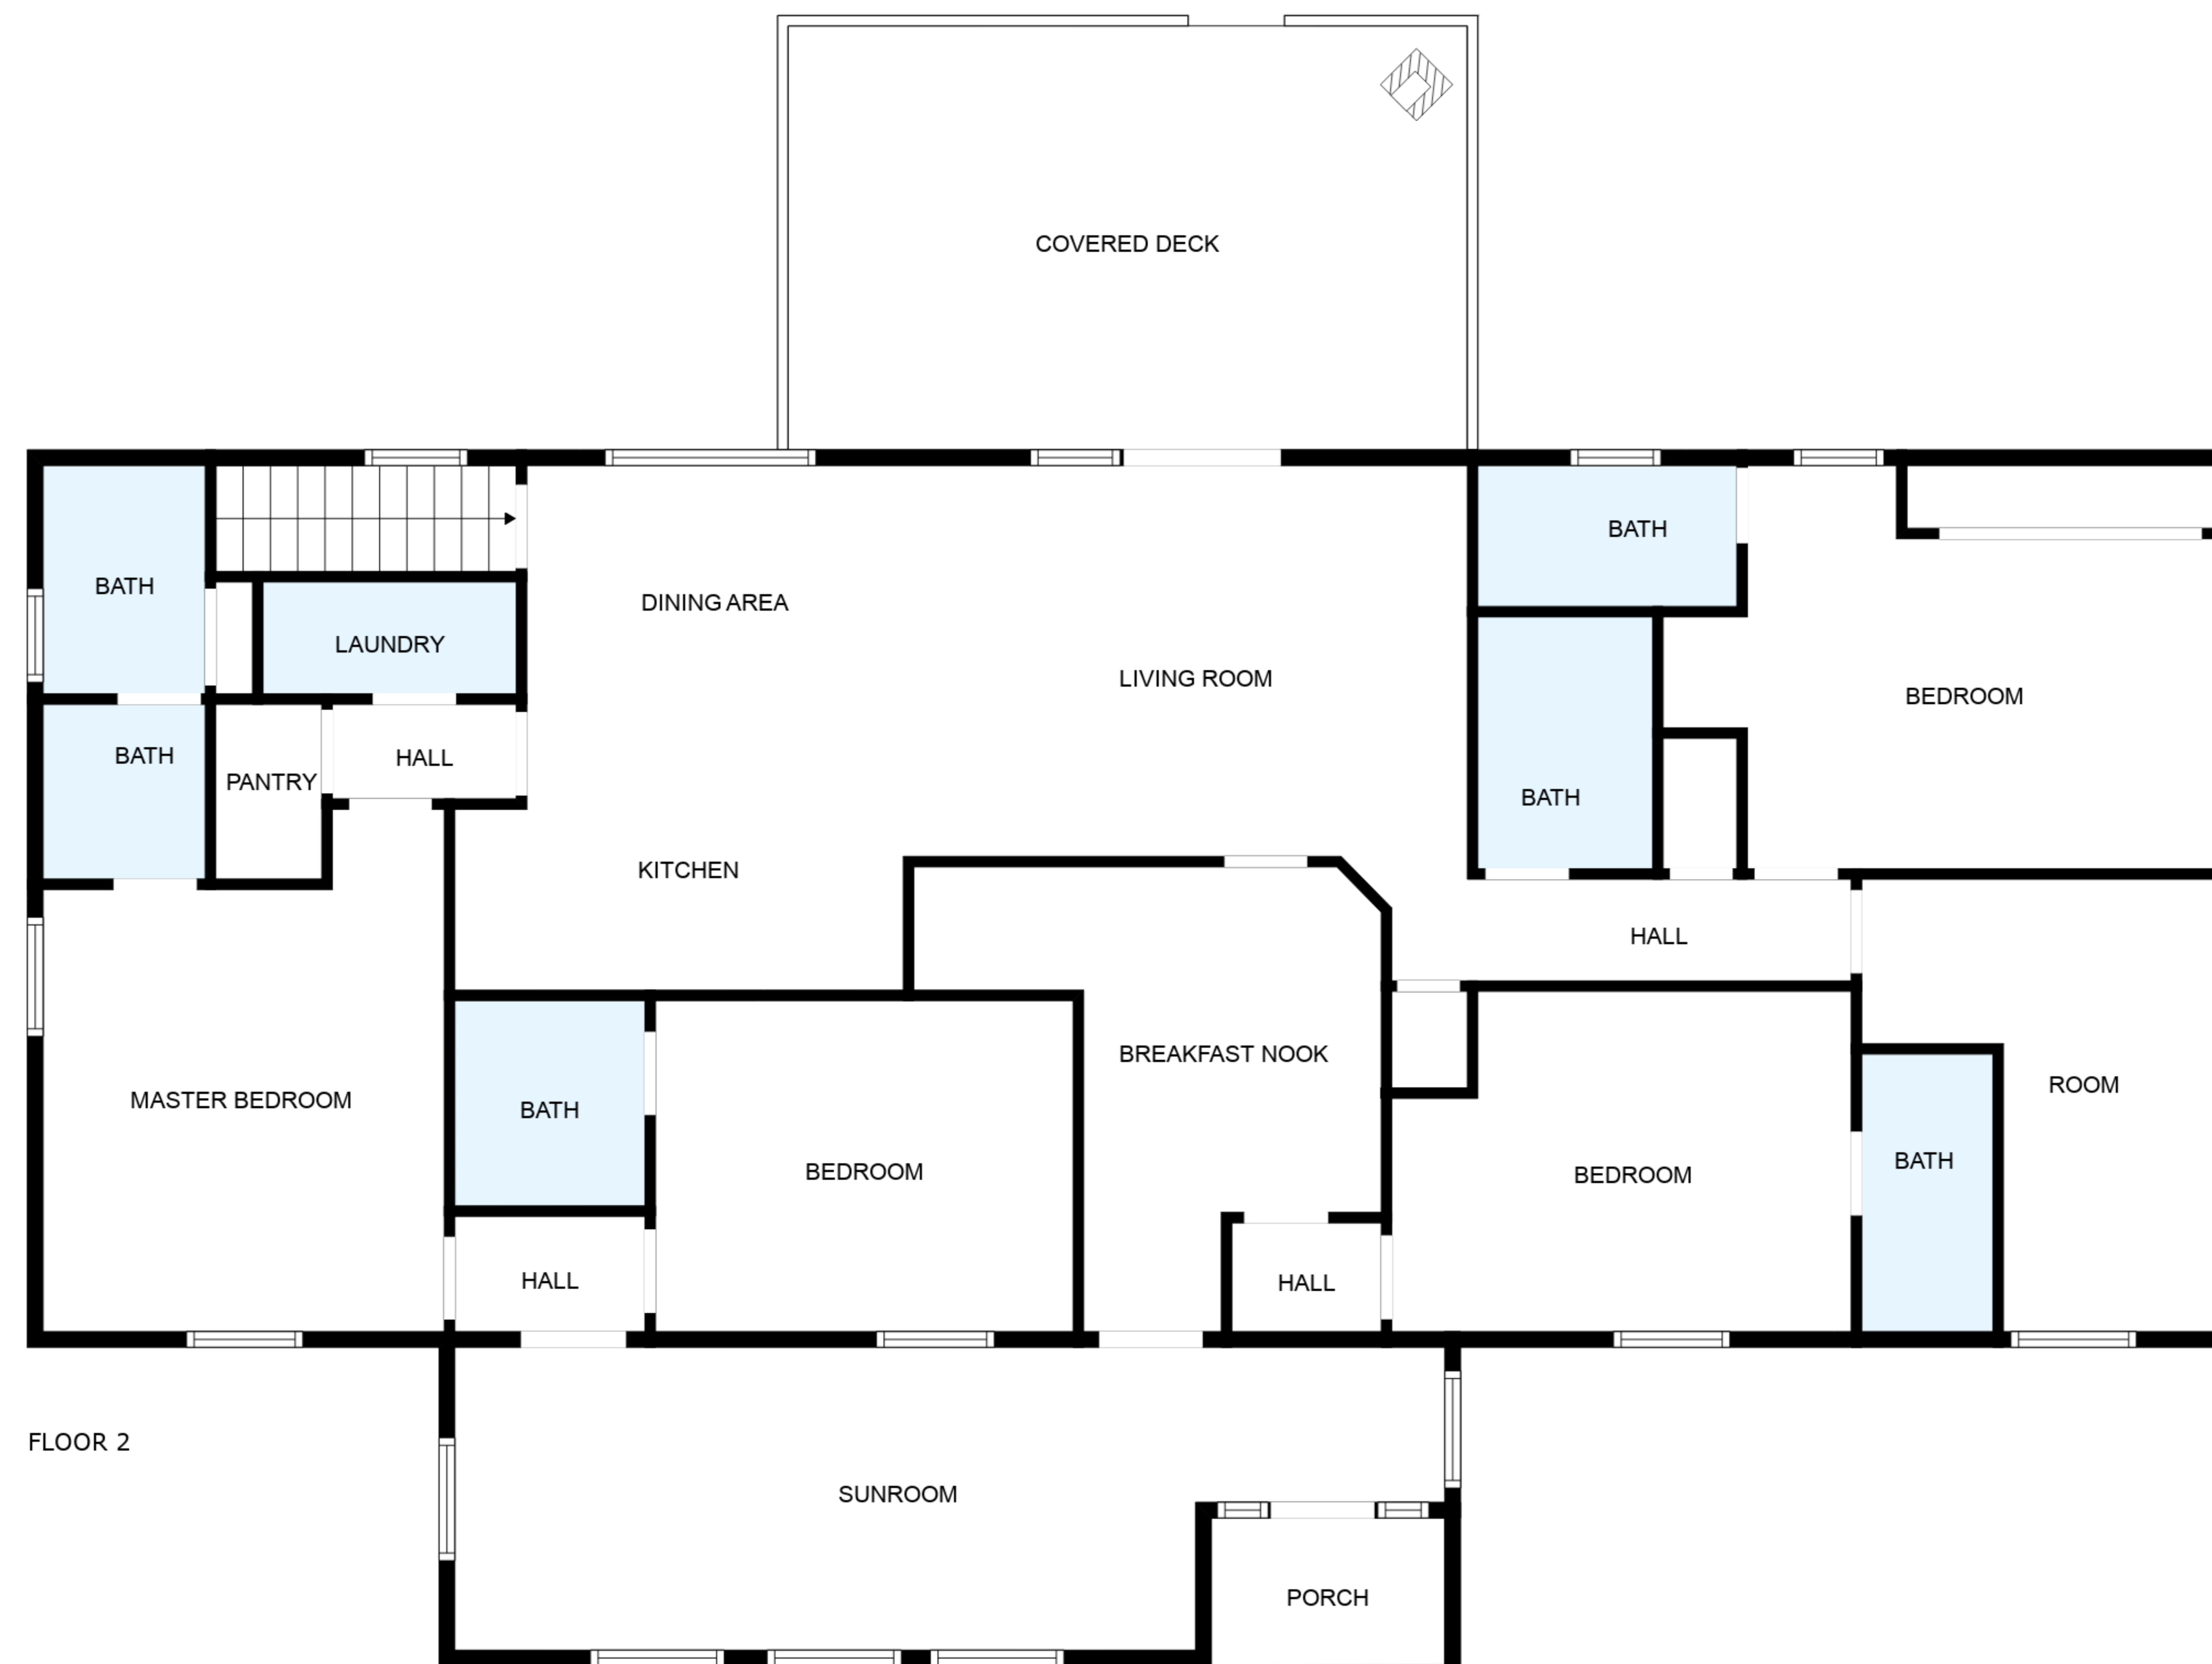 COVERED DECK
BATH
BATH
DINING AREA
LAUNDRY
LIVING ROOM
BEDROOM
BATH
HALL
PANTRY
BATH
KITCHEN
HALL
BREAKFAST NOOK
ROOM
MASTER BEDROOM
BATH
BATH
BEDROOM
BEDROOM
HALL
HALL
FLOOR 2
SUNROOM
PORCH